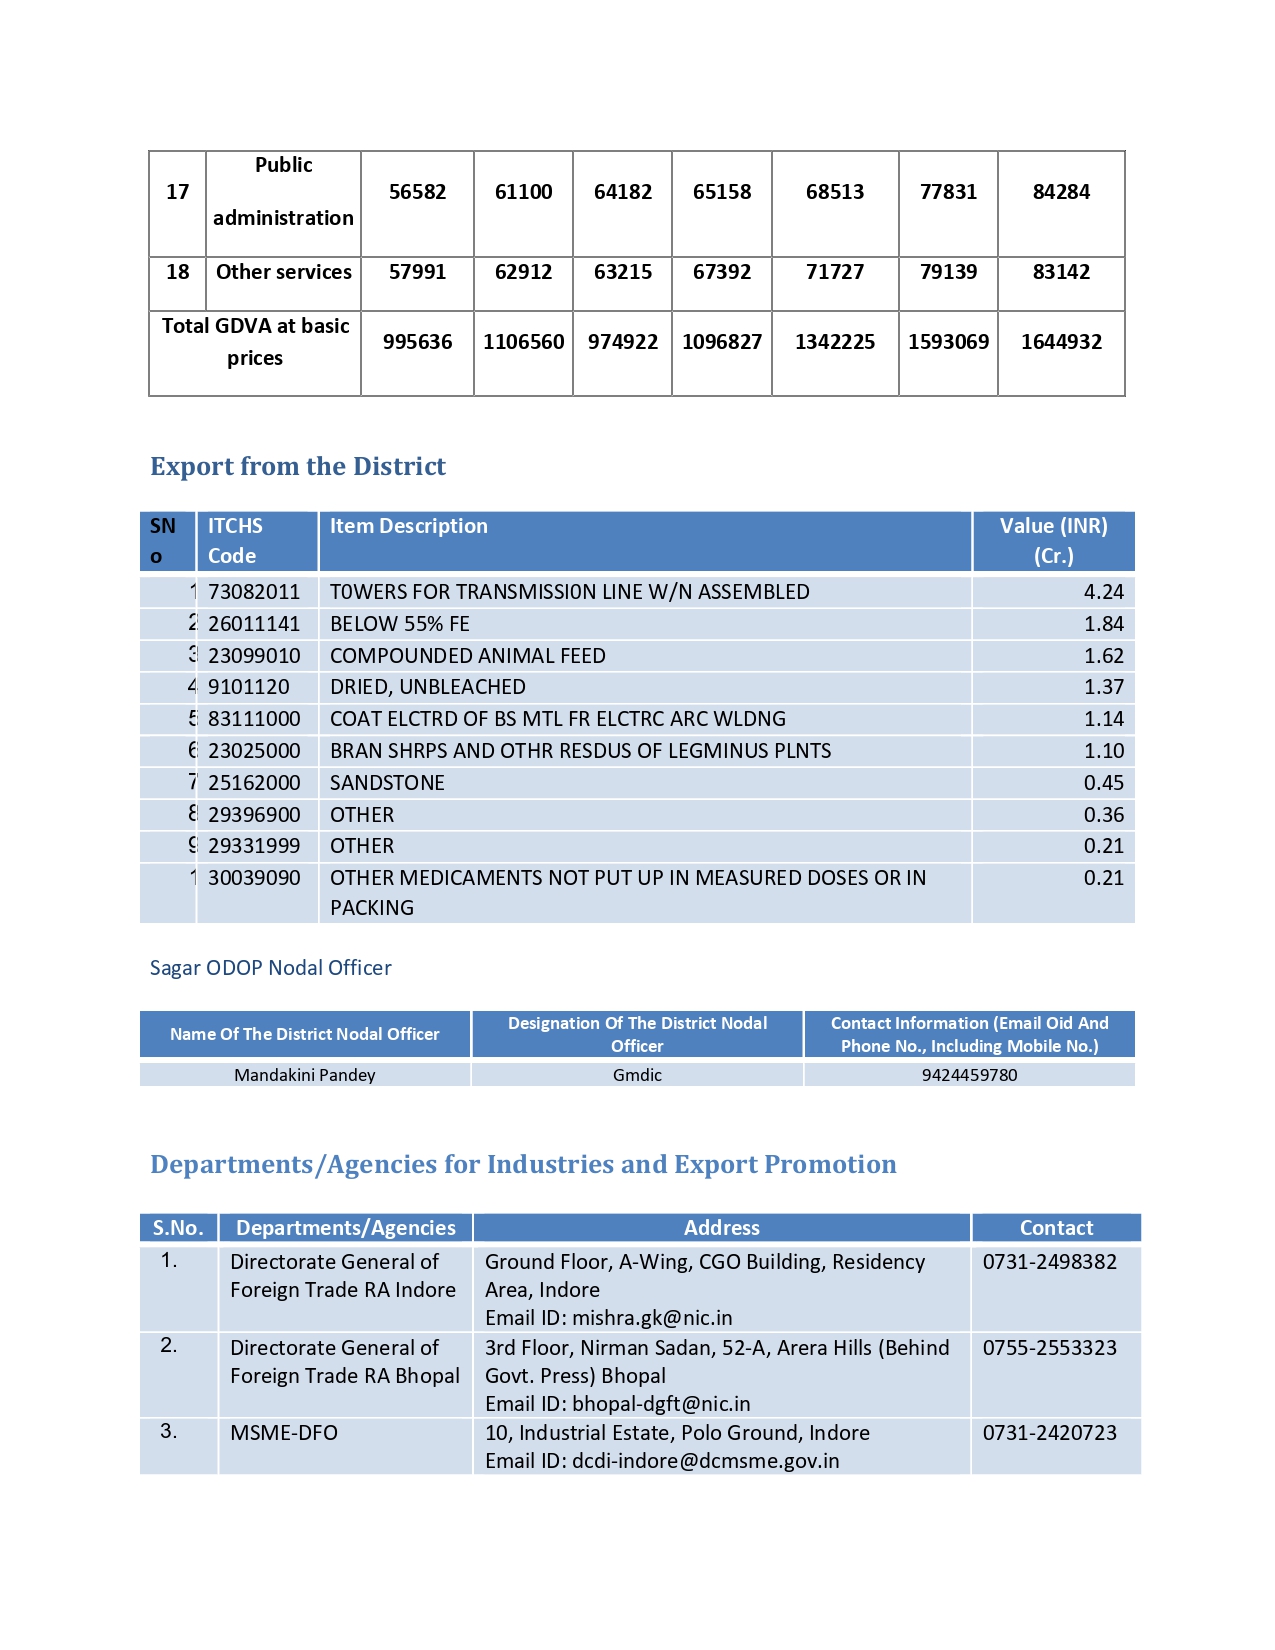 17 Public administration 56582 61100 64182 65158 68513 77831 84284
18 Other services 57991 62912 63215 67392 71727 79139 83142
Total GDVA at basic prices 995636 1106560 974922 1096827 1342225 1593069 1644932
Export from the District
SN
o
ITCHS
Code
Item Description
Value (INR)
(Cr.)
1 73082011 T0WERS FOR TRANSMISSI0N LINE W/N ASSEMBLED 4.24
2 26011141 BELOW 55% FE 1.84
3 23099010 COMPOUNDED ANIMAL FEED 1.62
4 9101120 DRIED, UNBLEACHED 1.37
5 83111000 COAT ELCTRD OF BS MTL FR ELCTRC ARC WLDNG 1.14
6 23025000 BRAN SHRPS AND OTHR RESDUS OF LEGMINUS PLNTS 1.10
7 25162000 SANDSTONE 0.45
8 29396900 OTHER 0.36
9 29331999 OTHER 0.21
1 30039090 OTHER MEDICAMENTS NOT PUT UP IN MEASURED DOSES OR IN 0.21
PACKING
Sagar ODOP Nodal Officer
Name Of The District Nodal Officer
Designation Of The District Nodal
Officer
Contact Information (Email Oid And
Phone No., Including Mobile No.)
Mandakini Pandey Gmdic 9424459780
Departments/Agencies for Industries and Export Promotion
S.No. Departments/Agencies Address Contact
1.
Directorate General of
Foreign Trade RA Indore
Ground Floor, A-Wing, CGO Building, Residency
Area, Indore
Email ID: mishra.gk@nic.in
0731-2498382
2.
Directorate General of
Foreign Trade RA Bhopal
3rd Floor, Nirman Sadan, 52-A, Arera Hills (Behind
Govt. Press) Bhopal
Email ID: bhopal-dgft@nic.in
0755-2553323
3.
MSME-DFO
10, Industrial Estate, Polo Ground, Indore
Email ID: dcdi-indore@dcmsme.gov.in
0731-2420723